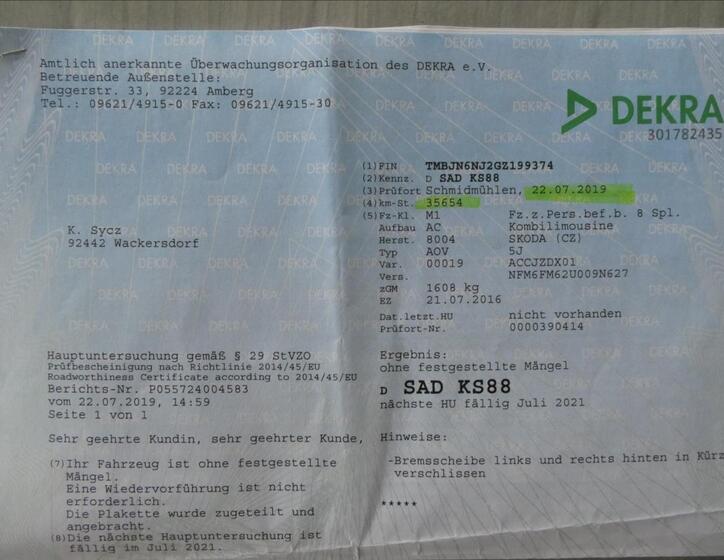 Amtlich anerkannte Überwachungsorganisation des DEKRA e.V.
Betreuende Außenstelle:
Fuggerstr. 33, 92224 Amberg
Tel.: 09621/4915-0 Fax: 09621/4915-30
DEKRA
301782435
(1) FIN TMBJN6NJ2GZ199374
(2) Kennz. D SAD KS88
(3) Prüfort Schmidmühlen, 22.07.2019
(4) km-St. 35654
(5) Fz-Kl. M1 Fz.z.Pers.bef.b. 8 Spl.
Aufbau AC Kombilimousine
Herst. 8004 SKODA (CZ)
Typ AOV 5J
Var. 00019 ACCJZDX01
Vers. NFM6FM62U009N627
zGM 1608 kg
EZ 21.07.2016
Dat.letzt.HU nicht vorhanden
Prüfort-Nr. 0000390414
K. Sycz
92442 Wackersdorf
Hauptuntersuchung gemäß § 29 StVZO
Prüfbescheinigung nach Richtlinie 2014/45/EU
Roadworthiness Certificate according to 2014/45/EU
Berichts-Nr. P055724004583
vom 22.07.2019, 14:59
Seite 1 von 1
Sehr geehrte Kundin, sehr geehrter Kunde,
(7) Ihr Fahrzeug ist ohne festgestellte
Mängel.
Eine Wiedervorführung ist nicht
erforderlich.
Die Plakette wurde zugeteilt und
angebracht.
(8) Die nächste Hauptuntersuchung ist
fällig im Juli 2021.
Ergebnis:
ohne festgestellte Mängel
D SAD KS88
nächste HU fällig Juli 2021
Hinweise:
-Bremsscheibe links und rechts hinten in Kürz
verschlissen
*****